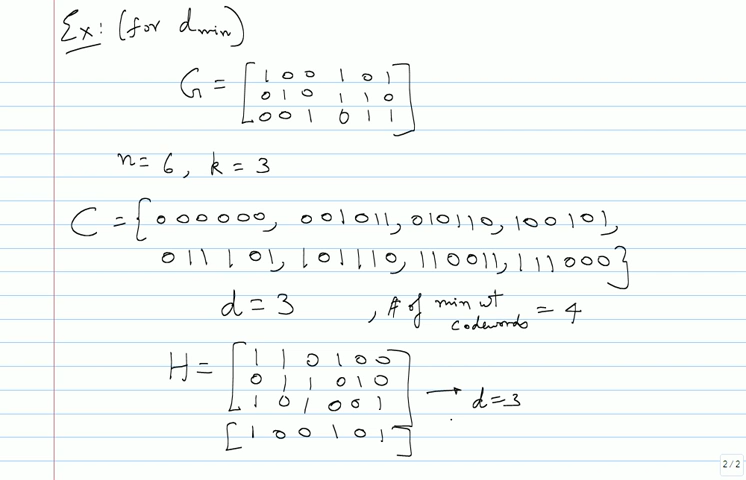 Ex: (for dmin)
G = [1 0 0 1 0 1
0 1 0 1 1 0
0 0 1 0 1 1]
n = 6, k = 3
C = {000000, 001011, 010110, 100101,
011101, 101110, 110011, 111000}
d = 3, # of min wt codewords = 4
H = [1 1 0 1 0 0
0 1 1 0 1 0
1 0 1 0 0 1] → d=3
[1 0 0 1 0 1]
2 / 2